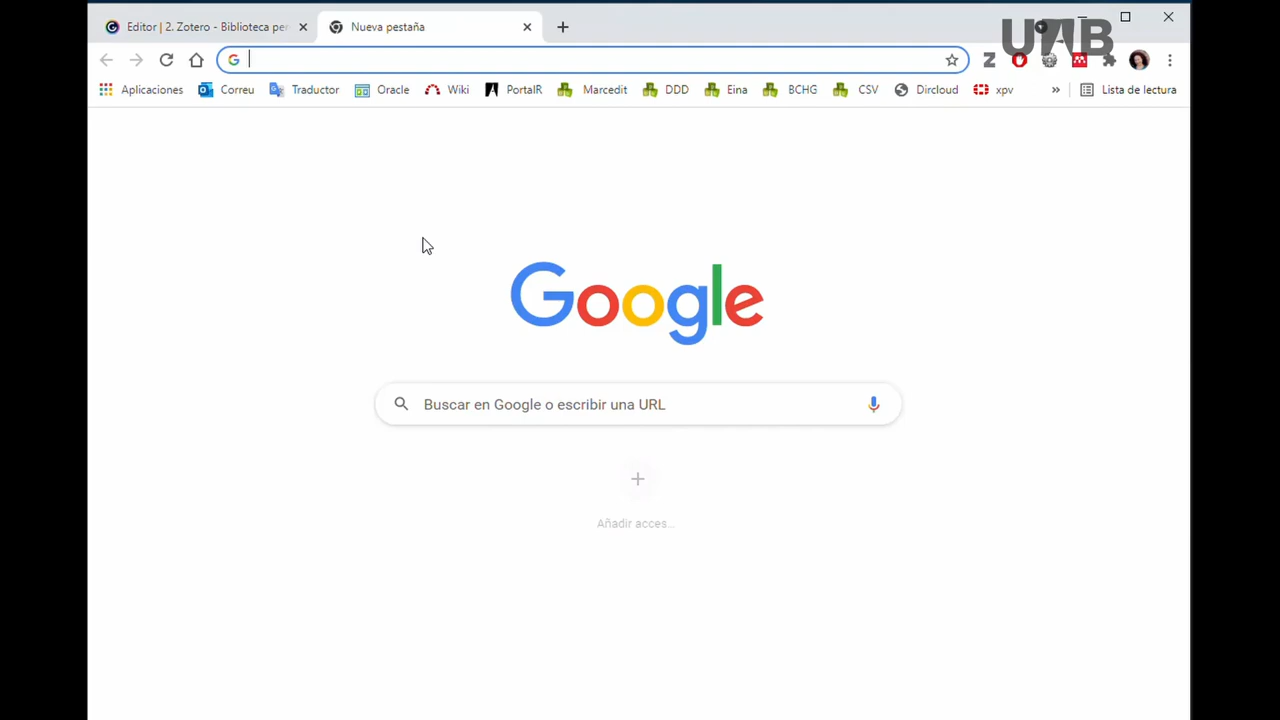 Editor | 2. Zotero - Biblioteca per
Nueva pestaña
UAB
Aplicaciones
Correu
Traductor
Oracle
Wiki
PortalR
Marcedit
DDD
Eina
BCHG
CSV
Dircloud
xpv
»
Lista de lectura
Google
Buscar en Google o escribir una URL
Añadir acces...